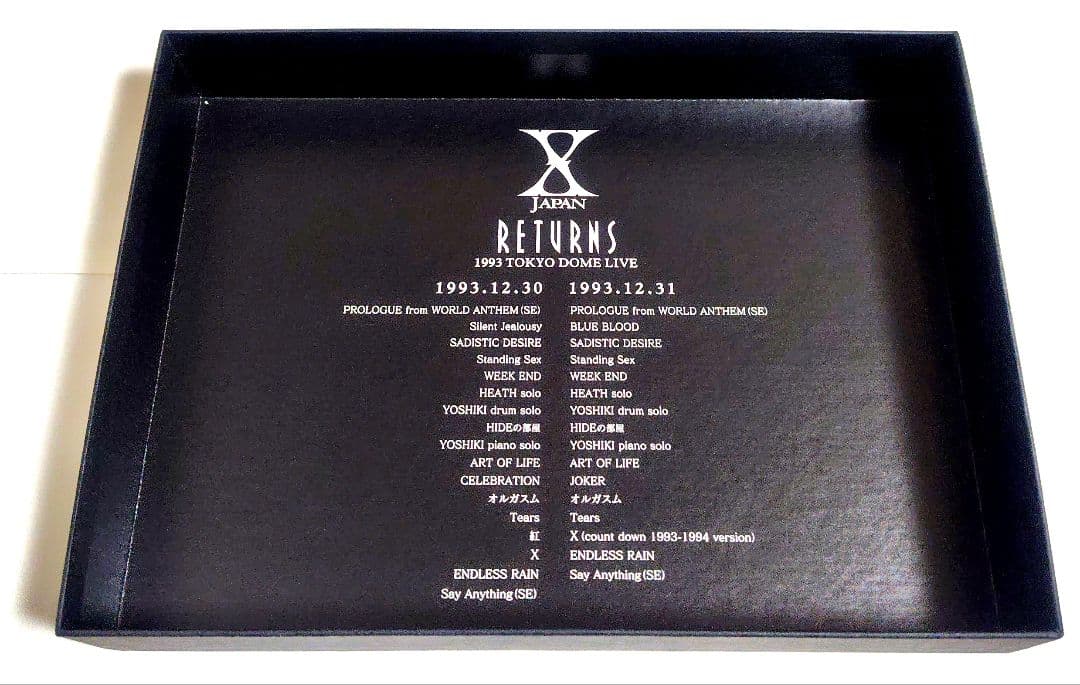 X
JAPAN
RETURNS
1993 TOKYO DOME LIVE
1993.12.30
PROLOGUE from WORLD ANTHEM(SE)
Silent Jealousy
SADISTIC DESIRE
Standing Sex
WEEK END
HEATH solo
YOSHIKI drum solo
HIDEの部屋
YOSHIKI piano solo
ART OF LIFE
CELEBRATION
オルガスム
Tears
紅
X
ENDLESS RAIN
Say Anything(SE)
1993.12.31
PROLOGUE from WORLD ANTHEM(SE)
BLUE BLOOD
SADISTIC DESIRE
Standing Sex
WEEK END
HEATH solo
YOSHIKI drum solo
HIDEの部屋
YOSHIKI piano solo
ART OF LIFE
JOKER
オルガスム
Tears
X (count down 1993-1994 version)
ENDLESS RAIN
Say Anything(SE)